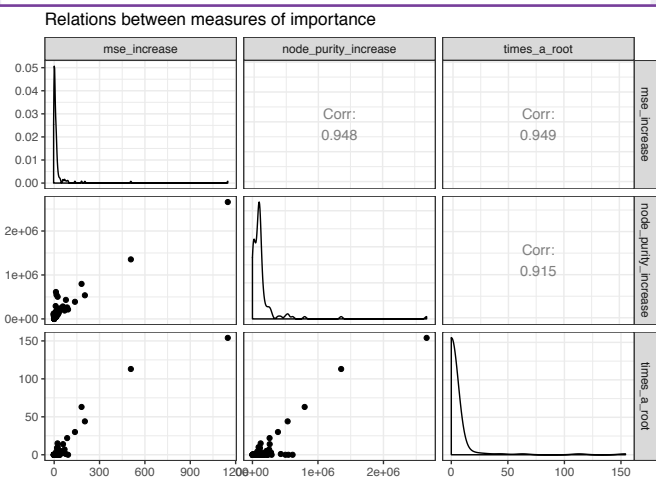 Relations between measures of importance
mse_increase
node_purity_increase
times_a_root
0.05
0.04
0.03
0.02
0.01
0.00
Corr:
0.948
Corr:
0.949
mse_increase
2e+06
1e+06
0e+00
Corr:
0.915
node_purity_increase
150
100
50
0
times_a_root
0 300 600 900 1200
0e+00 1e+06 2e+06
0 50 100 150